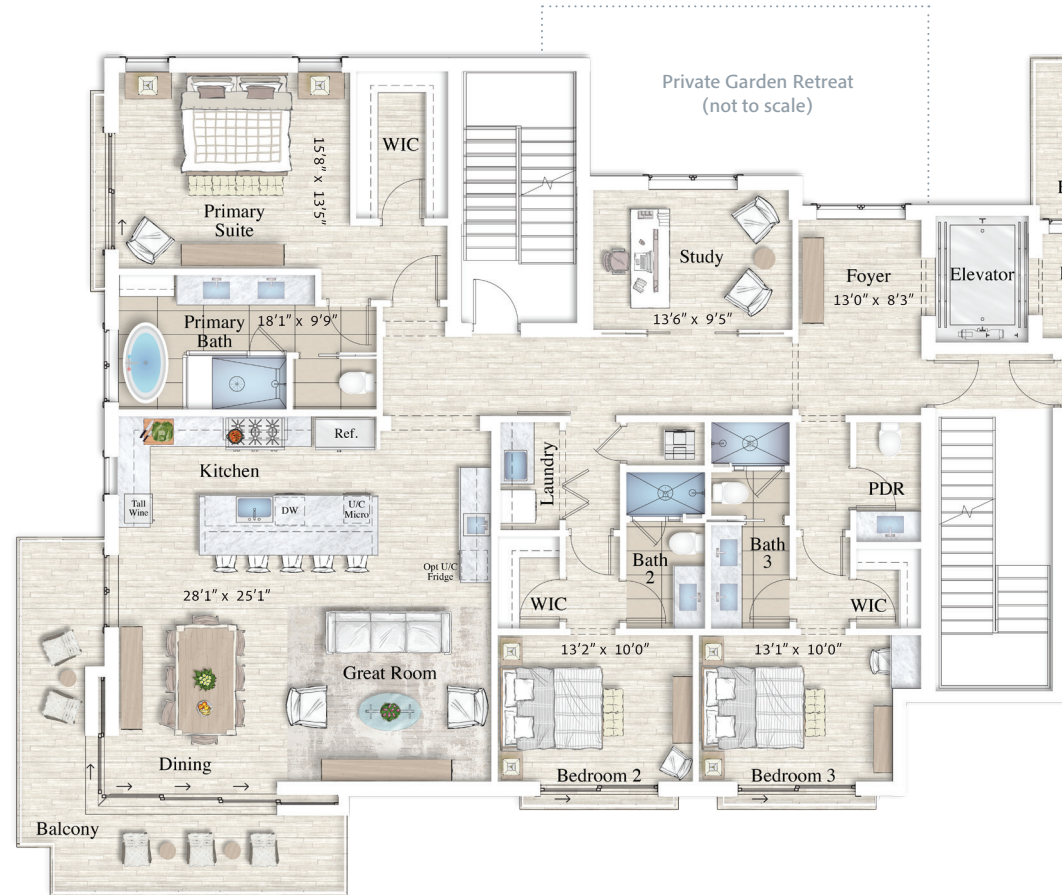 Private Garden Retreat
(not to scale)
WIC
15'8" x 13'5"
Primary
Suite
Study
13'6" x 9'5"
Foyer
13'0" x 8'3"
Elevator
Primary
Bath
18'1" x 9'9"
Ref.
Kitchen
Tall
Wine
DW
U/C
Micro
Opt U/C
Fridge
28'1" x 25'1"
Laundry
PDR
Bath
2
Bath
3
WIC
WIC
13'2" x 10'0"
13'1" x 10'0"
Great Room
Dining
Bedroom 2
Bedroom 3
Balcony